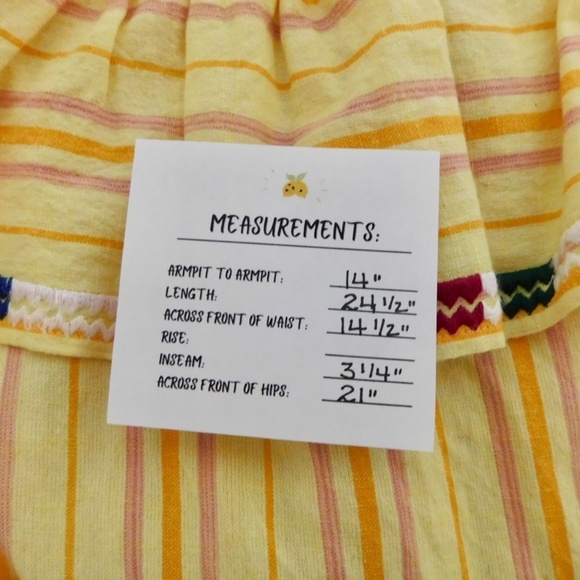 MEASUREMENTS:
ARMPIT TO ARMPIT: 14"
LENGTH: 24 1/2"
ACROSS FRONT OF WAIST: 14 1/2"
RISE:
INSEAM: 3 1/4"
ACROSS FRONT OF HIPS: 21"